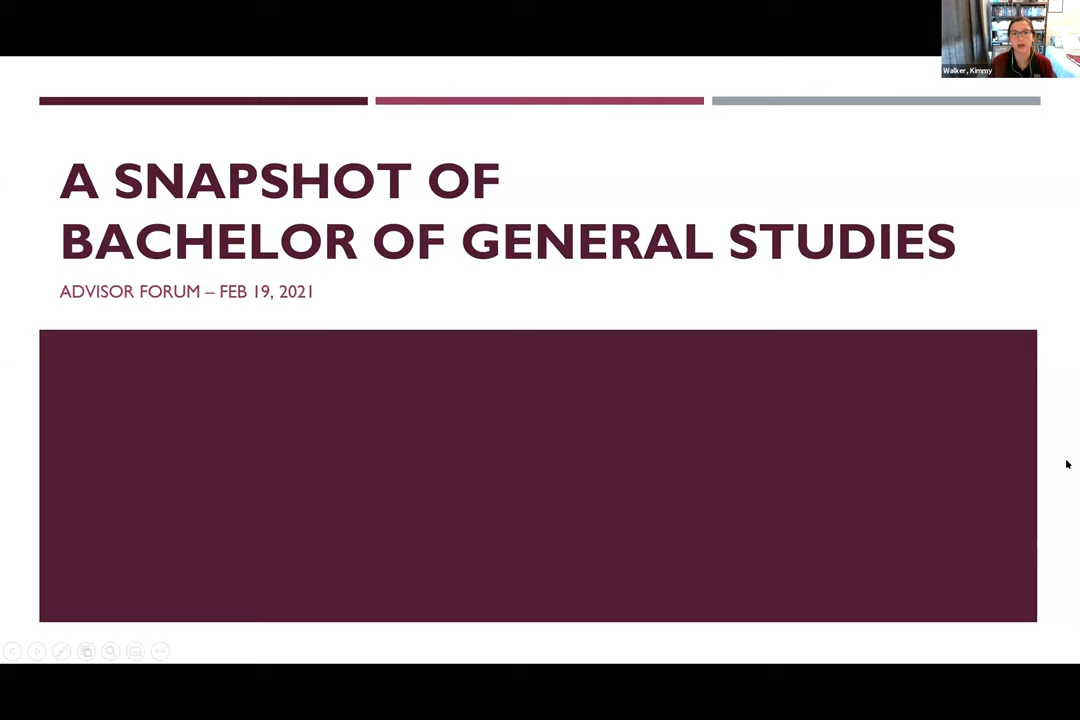 Walker, Kimmy
A SNAPSHOT OF
BACHELOR OF GENERAL STUDIES
ADVISOR FORUM – FEB 19, 2021